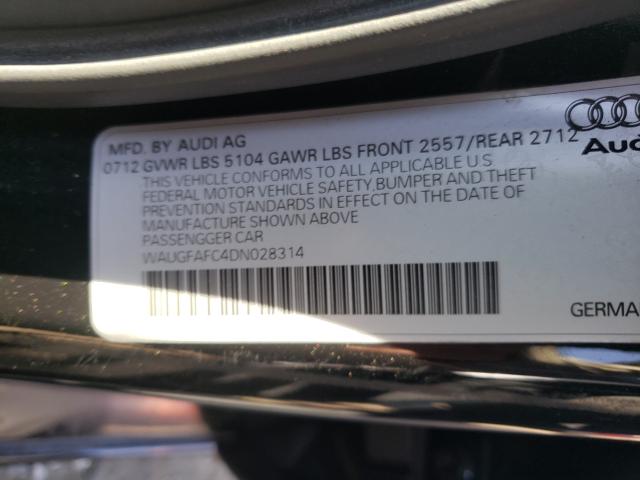 MFD. BY AUDI AG
0712 GVWR LBS 5104 GAWR LBS FRONT 2557/REAR 2712
THIS VEHICLE CONFORMS TO ALL APPLICABLE U S
FEDERAL MOTOR VEHICLE SAFETY,BUMPER AND THEFT
PREVENTION STANDARDS IN EFFECT ON THE DATE OF
MANUFACTURE SHOWN ABOVE
PASSENGGER CAR
WAUGFAFC4DN028314
Aud
GERMA